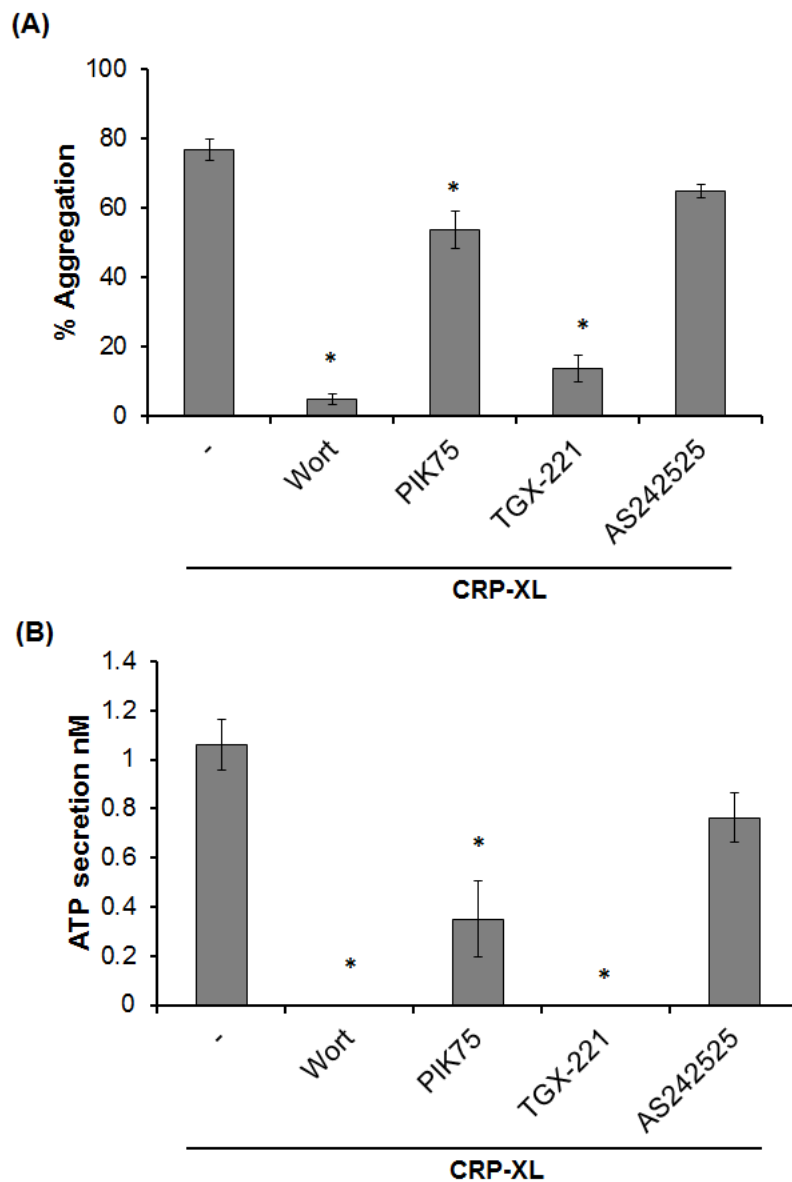 (A)
% Aggregation
100
80
60
40
20
0
*
*
*
-
Wort
PIK75
TGX-221
AS242525
CRP-XL
(B)
ATP secretion nM
1.4
1.2
1
0.8
0.6
0.4
0.2
0
*
*
*
-
Wort
PIK75
TGX-221
AS242525
CRP-XL